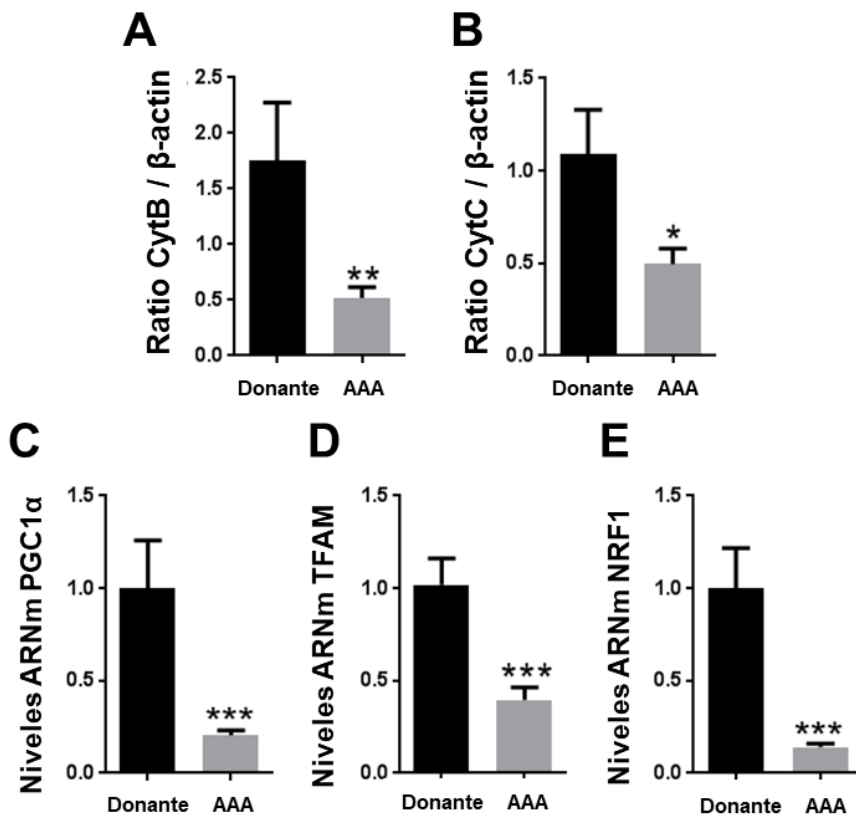 A
Ratio CytB / β-actin
2.5
2.0
1.5
1.0
0.5
0.0
**
Donante AAA
B
Ratio CytC / β-actin
1.5
1.0
0.5
0.0
*
Donante AAA
C
Niveles ARNm PGC1α
1.5
1.0
0.5
0.0
***
Donante AAA
D
Niveles ARNm TFAM
1.5
1.0
0.5
0.0
***
Donante AAA
E
Niveles ARNm NRF1
1.5
1.0
0.5
0.0
***
Donante AAA